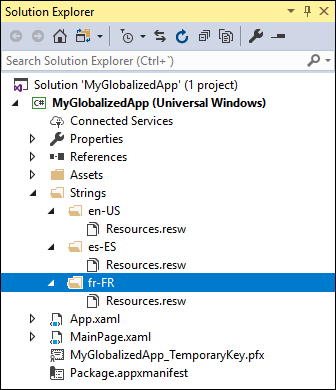 Solution Explorer
Search Solution Explorer (Ctrl+`)
Solution 'MyGlobalizedApp' (1 project)
C# MyGlobalizedApp (Universal Windows)
Connected Services
Properties
References
Assets
Strings
en-US
Resources.resw
es-ES
Resources.resw
fr-FR
Resources.resw
App.xaml
MainPage.xaml
MyGlobalizedApp_TemporaryKey.pfx
Package.appxmanifest